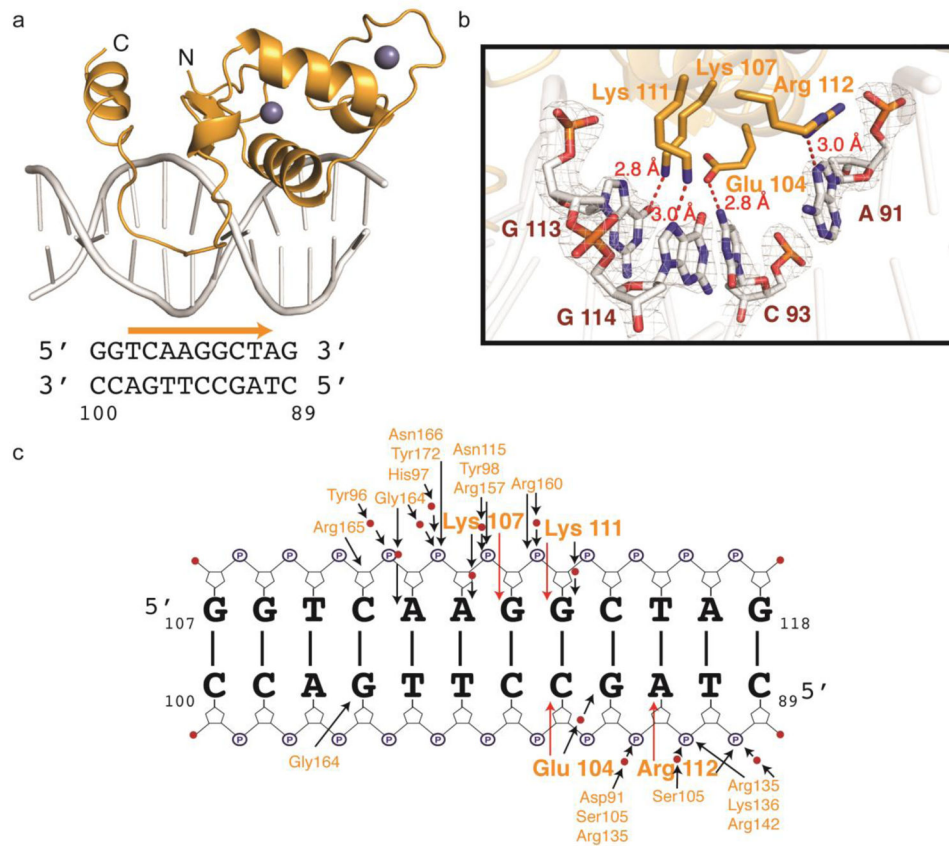 a
C
N
5′ GGTCAAGGCTAG 3′
3′ CCAGTTCCGATC 5′
100 89
b
Lys 107
Lys 111
Arg 112
2.8 Å
3.0 Å
Glu 104
3.0 Å
2.8 Å
A 91
G 113
G 114
C 93
c
Asn166
Tyr172
His97
Asn115
Tyr98
Arg157
Tyr96
Gly164
Arg160
Arg165
Lys 107
Lys 111
P P P P P P P P P P P
5′ G G T C A A G G C T A G
107 118
C C A G T T C C G A T C 5′
100 89
P P P P P P P P P P P
Gly164
Glu 104
Arg 112
Asp91
Ser105
Arg135
Ser105
Arg135
Lys136
Arg142